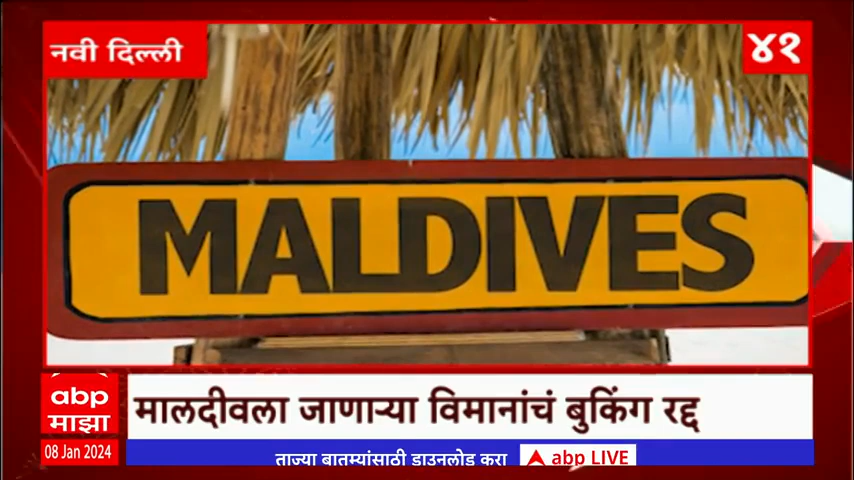 नवी दिल्ली
४१
MALDIVES
abp
माझा
मालदीवला जाणाऱ्या विमानांचं बुकिंग रद्द
08 Jan 2024
ताज्या बातम्यांसाठी डाउनलोड करा abp LIVE